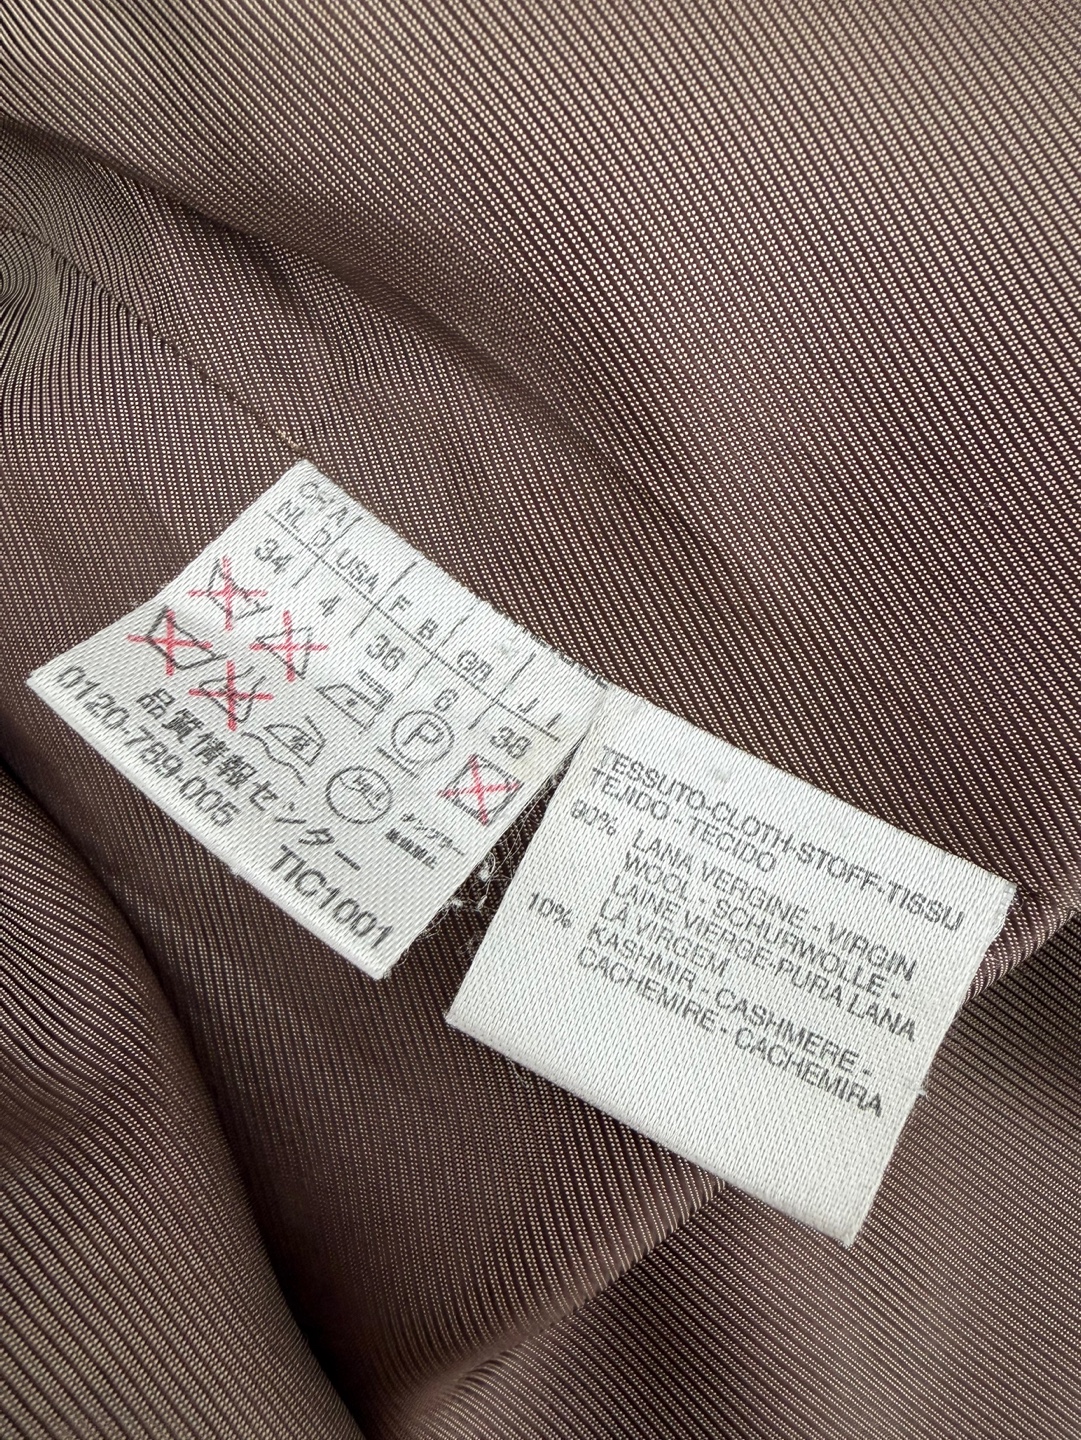 CH A I
NL D USA F B GB J I
34 4 36 6 38
P
0120-789-005
品質情報センター
TIC1001
TESSUTO-CLOTH-STOFF-TISSU
TEJIDO - TECIDO
90% LANA VERGINE - VIRGIN
WOOL - SCHURWOLLE -
LAINE VIERGE-PURA LANA
LA VIRGEM
10% KASHMIR - CASHMERE -
CACHEMIRE - CACHEMIRA